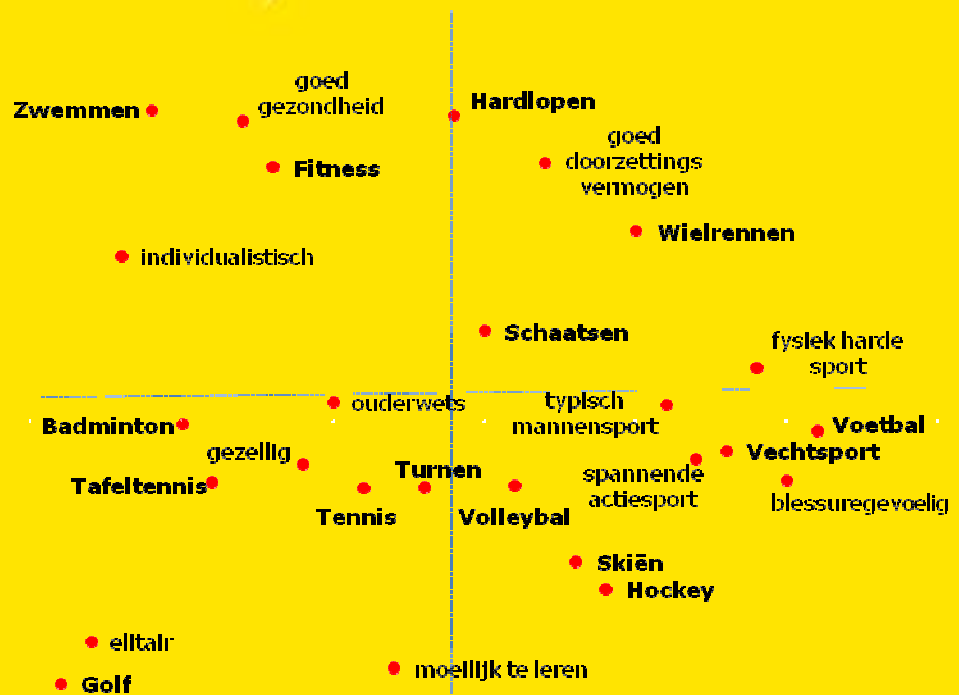 goed
gezondheid
Zwemmen
Hardlopen
goed
doorzettings
vermogen
Fitness
Wielrennen
individualistisch
Schaatsen
fysiek harde
sport
ouderwets
typisch
mannensport
Badminton
Voetbal
gezellig
Vechtsport
Turnen
spannende
actiesport
Tafeltennis
blessuregevoelig
Tennis
Volleybal
Skiën
Hockey
elitair
moeilijk te leren
Golf